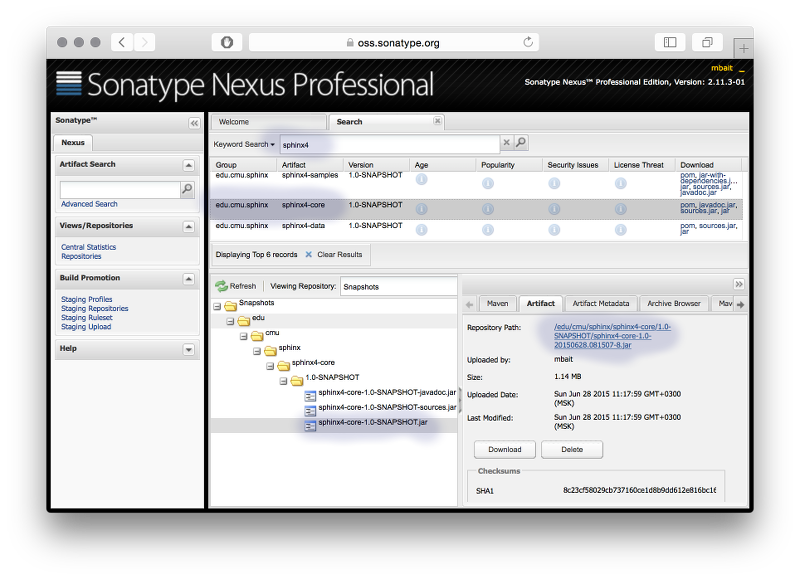 oss.sonatype.org
mbait _
Sonatype Nexus Professional
Sonatype Nexus™ Professional Edition, Version: 2.11.3-01
Sonatype™
Nexus
Artifact Search
Advanced Search
Views/Repositories
Central Statistics
Repositories
Build Promotion
Staging Profiles
Staging Repositories
Staging Ruleset
Staging Upload
Help
Welcome
Search
Keyword Search
sphinx4
Group Artifact Version Age Popularity Security Issues License Threat Download
edu.cmu.sphinx sphinx4-samples 1.0-SNAPSHOT pom, jar-with-
dependencies.j...
jar, sources.jar,
jar
edu.cmu.sphinx sphinx4-core 1.0-SNAPSHOT pom, javadoc.jar,
sources.jar, jar
edu.cmu.sphinx sphinx4-data 1.0-SNAPSHOT pom, sources.jar,
jar
Displaying Top 6 records Clear Results
Refresh Viewing Repository: Snapshots
Snapshots
edu
cmu
sphinx
sphinx4-core
1.0-SNAPSHOT
sphinx4-core-1.0-SNAPSHOT-javadoc.jar
sphinx4-core-1.0-SNAPSHOT-sources.jar
sphinx4-core-1.0-SNAPSHOT.jar
Maven Artifact Artifact Metadata Archive Browser Mav
Repository Path: /edu/cmu/sphinx/sphinx4-core/1.0-
SNAPSHOT/sphinx4-core-1.0-
20150628.081507-8.jar
Uploaded by: mbait
Size: 1.14 MB
Uploaded Date: Sun Jun 28 2015 11:17:59 GMT+0300
(MSK)
Last Modified: Sun Jun 28 2015 11:17:59 GMT+0300
(MSK)
Download Delete
Checksums
SHA1 8c23cf58029cb737160ce1d8b9dd612e816bc16